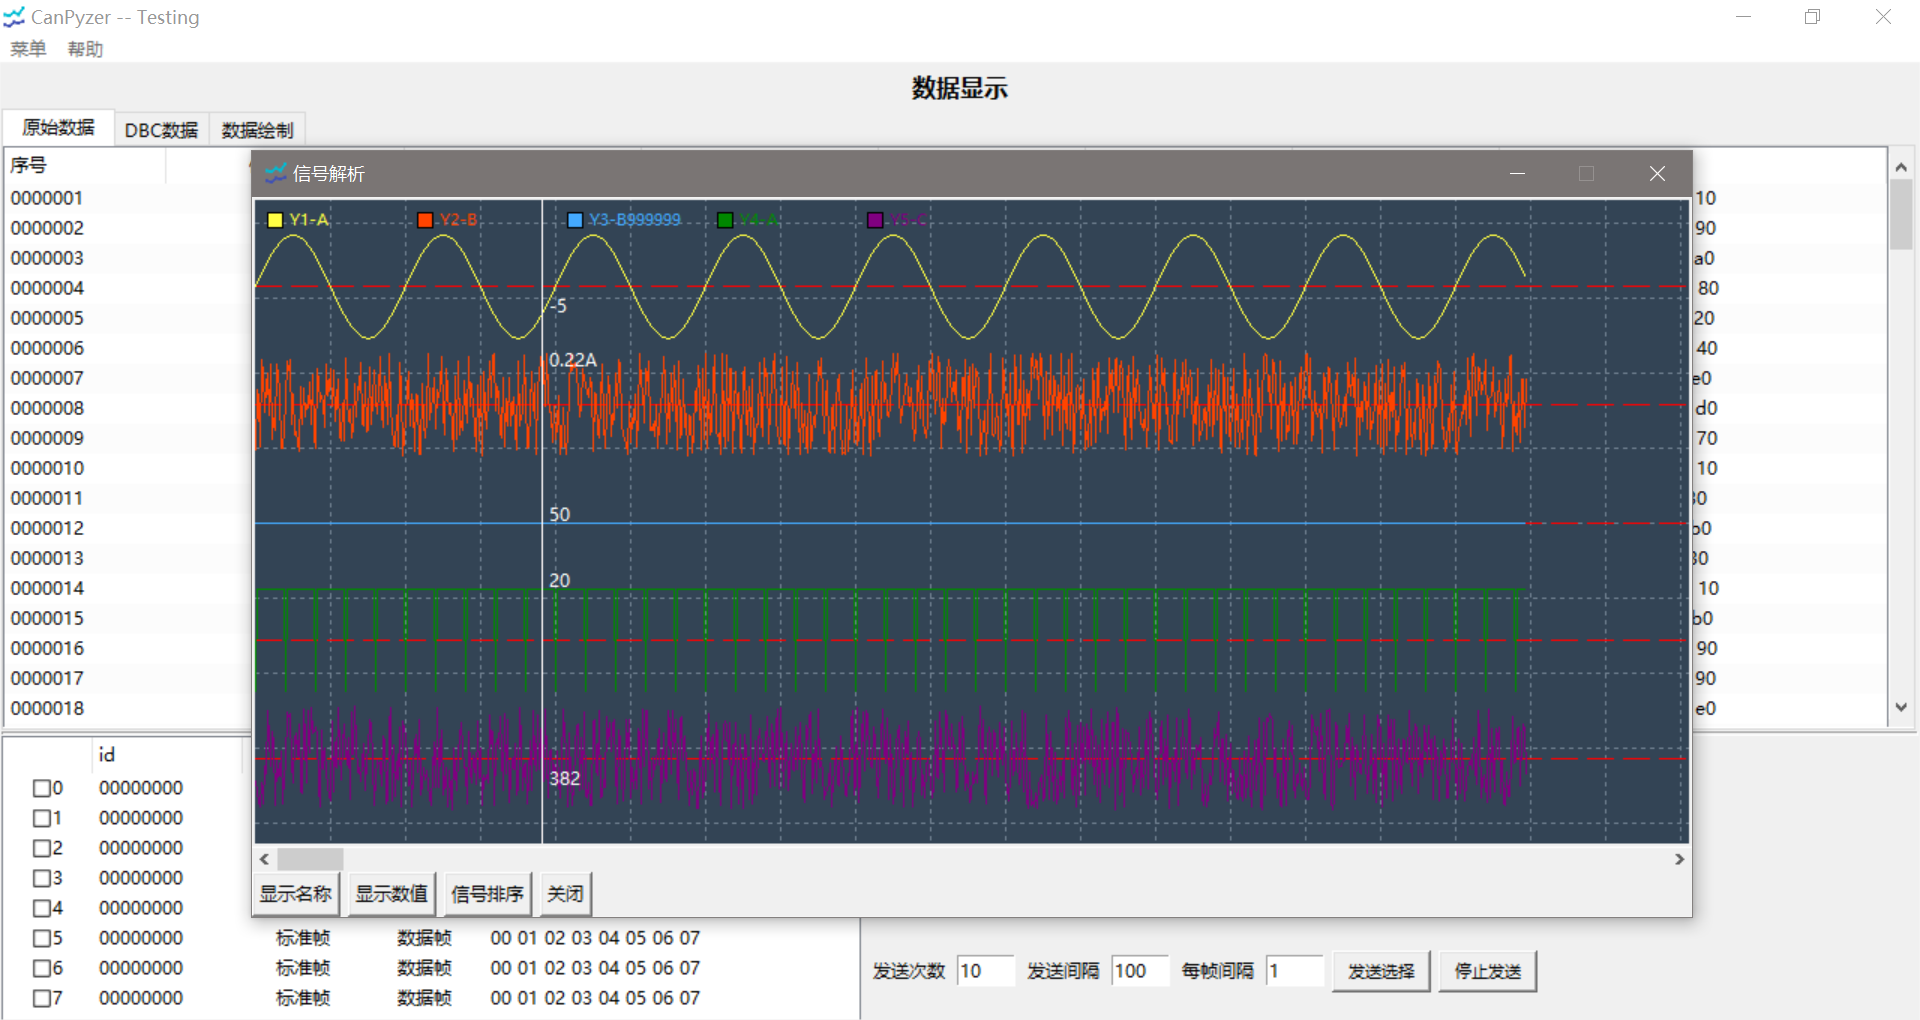 CanPyzer -- Testing
菜单 帮助
数据显示
原始数据 DBC数据 数据绘制
序号
信号解析
0000001 10
0000002 90
0000003 a0
0000004 80
0000005 20
0000006 40
0000007 e0
0000008 d0
0000009 70
0000010 10
0000011
0000012 b0
0000013
0000014 10
0000015 b0
0000016 90
0000017 90
0000018 e0
Y1-A Y2-B Y3-B999999 Y4-A Y5-C
-5
0.22A
50
20
382
显示名称 显示数值 信号排序 关闭
id
0 00000000
1 00000000
2 00000000
3 00000000
4 00000000
5 00000000 标准帧 数据帧 00 01 02 03 04 05 06 07
6 00000000 标准帧 数据帧 00 01 02 03 04 05 06 07
7 00000000 标准帧 数据帧 00 01 02 03 04 05 06 07
发送次数 10 发送间隔 100 每帧间隔 1 发送选择 停止发送